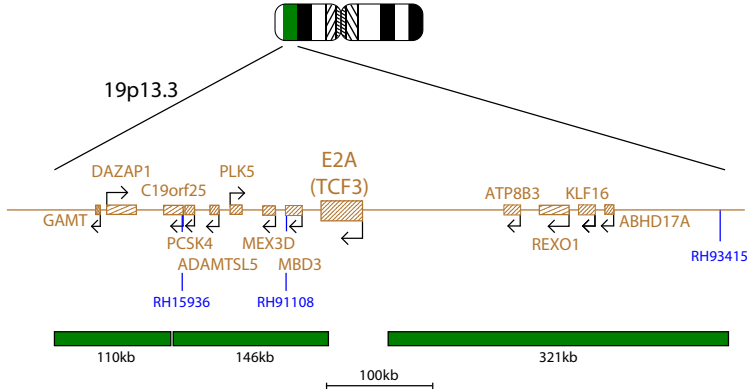 19p13.3
DAZAP1
PLK5
E2A
(TCF3)
C19orf25
ATP8B3
KLF16
GAMT
ABHD17A
PCSK4
MEX3D
REXO1
ADAMTSL5
MBD3
RH93415
RH15936
RH91108
110kb
146kb
321kb
100kb